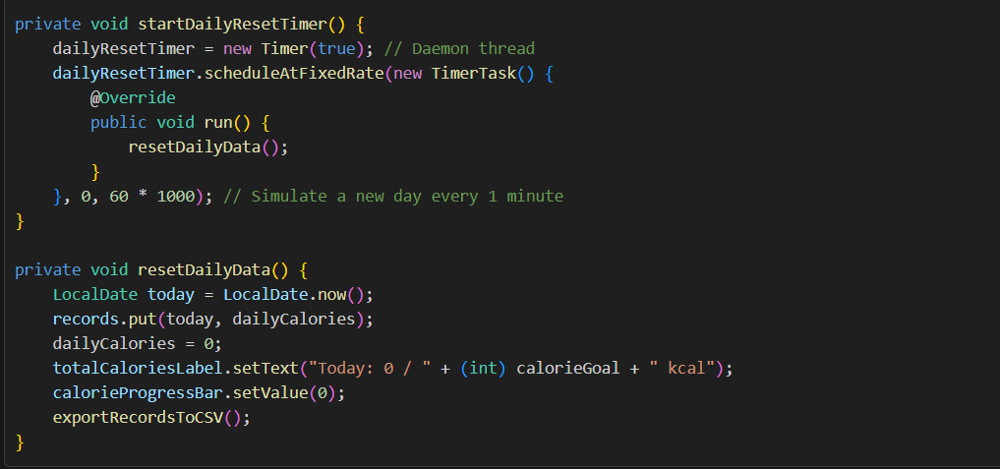 private void startDailyResetTimer() {
    dailyResetTimer = new Timer(true); // Daemon thread
    dailyResetTimer.scheduleAtFixedRate(new TimerTask() {
        @Override
        public void run() {
            resetDailyData();
        }
    }, 0, 60 * 1000); // Simulate a new day every 1 minute
}

private void resetDailyData() {
    LocalDate today = LocalDate.now();
    records.put(today, dailyCalories);
    dailyCalories = 0;
    totalCaloriesLabel.setText("Today: 0 / " + (int) calorieGoal + " kcal");
    calorieProgressBar.setValue(0);
    exportRecordsToCSV();
}